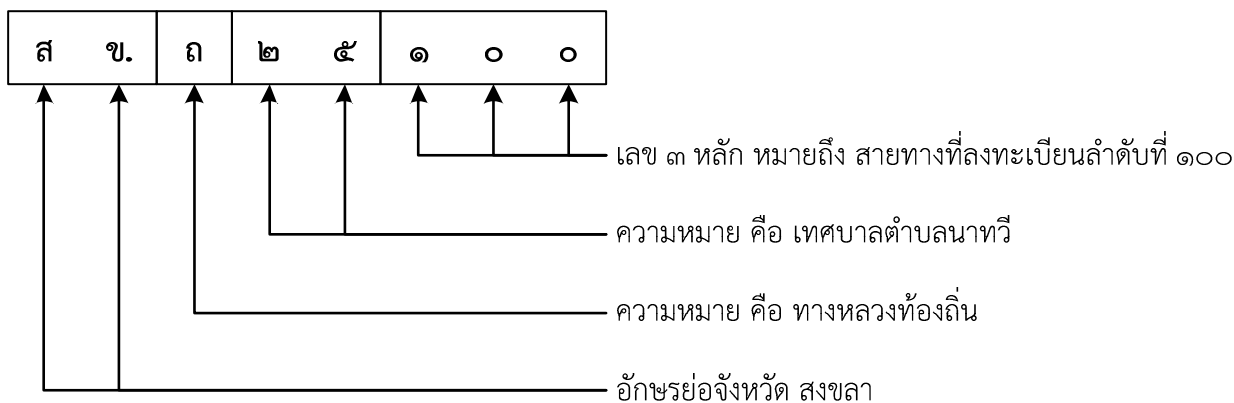 ส ข. ถ ๒ ๕ ๑ ๐ ๐
เลข ๓ หลัก หมายถึง สายทางที่ลงทะเบียนลำดับที่ ๑๐๐
ความหมาย คือ เทศบาลตำบลนาทวี
ความหมาย คือ ทางหลวงท้องถิ่น
อักษรย่อจังหวัด สงขลา